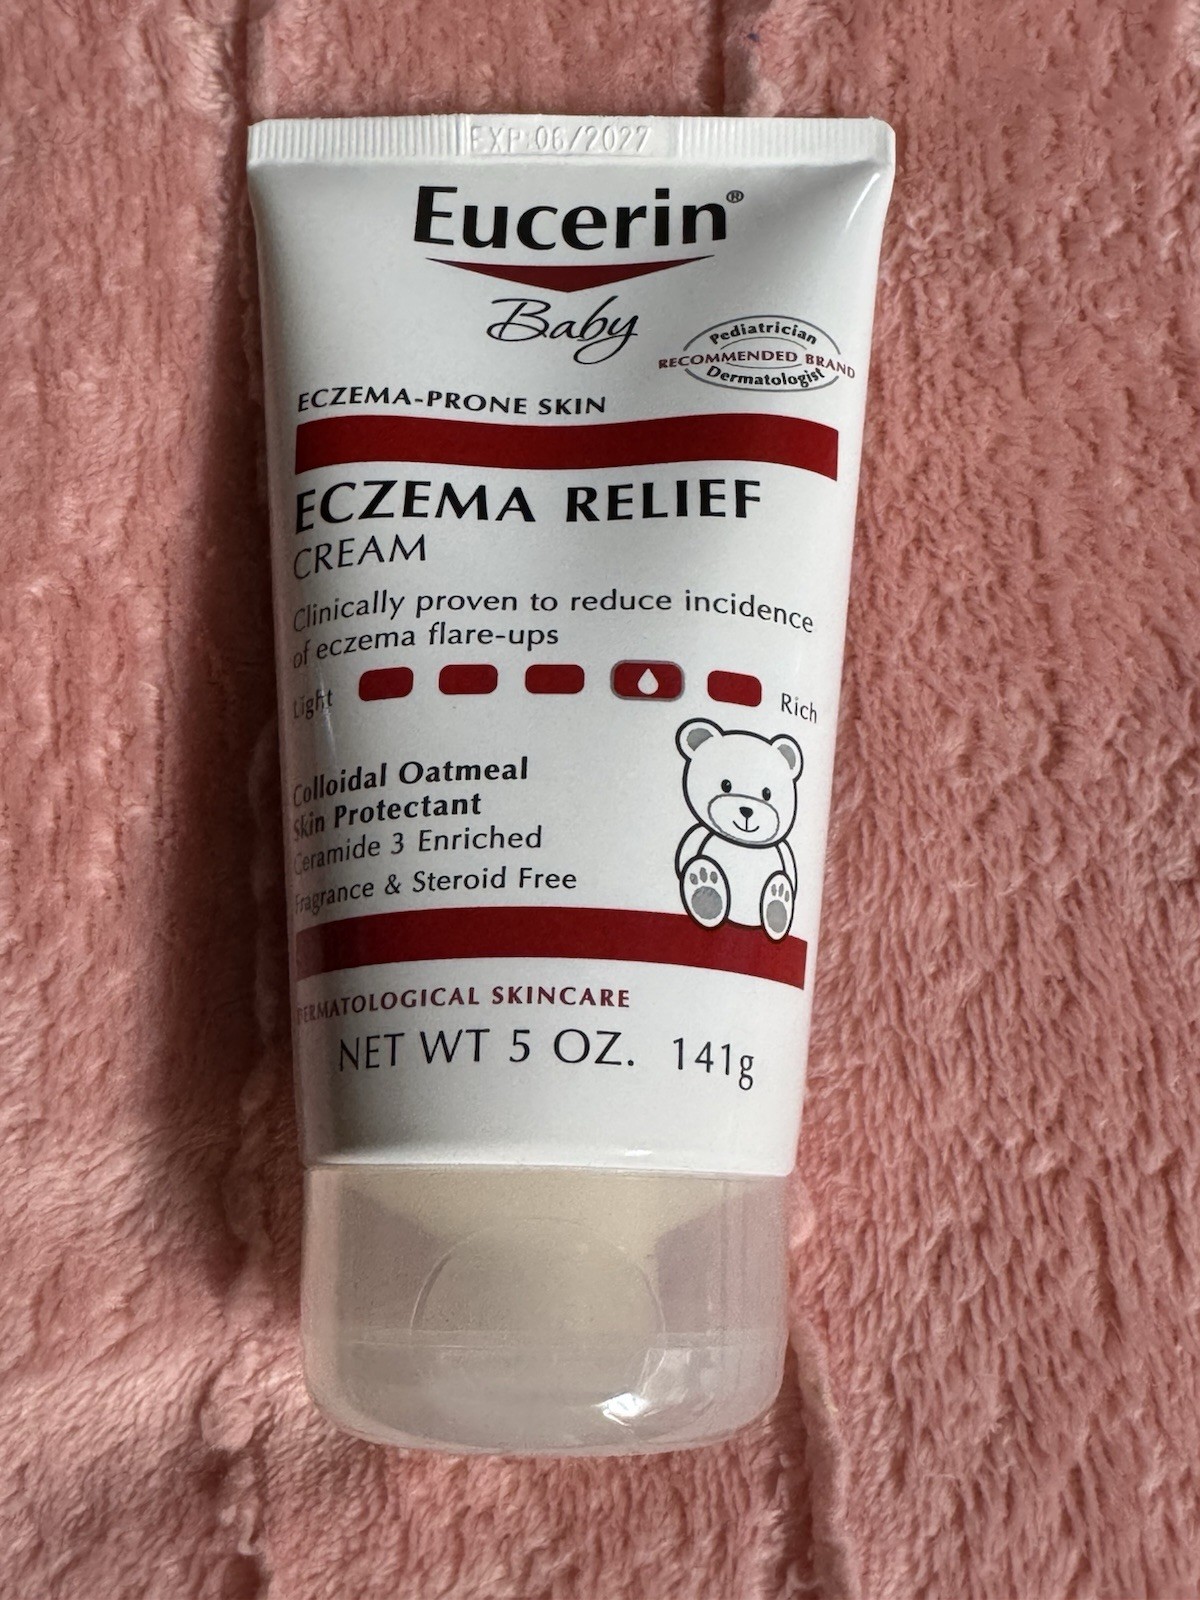 EXP:06/2027
Eucerin®
Baby
Pediatrician
RECOMMENDED BRAND
Dermatologist
ECZEMA-PRONE SKIN
ECZEMA RELIEF
CREAM
Clinically proven to reduce incidence
of eczema flare-ups
Light Rich
Colloidal Oatmeal
Skin Protectant
Ceramide 3 Enriched
Fragrance & Steroid Free
DERMATOLOGICAL SKINCARE
NET WT 5 OZ. 141g